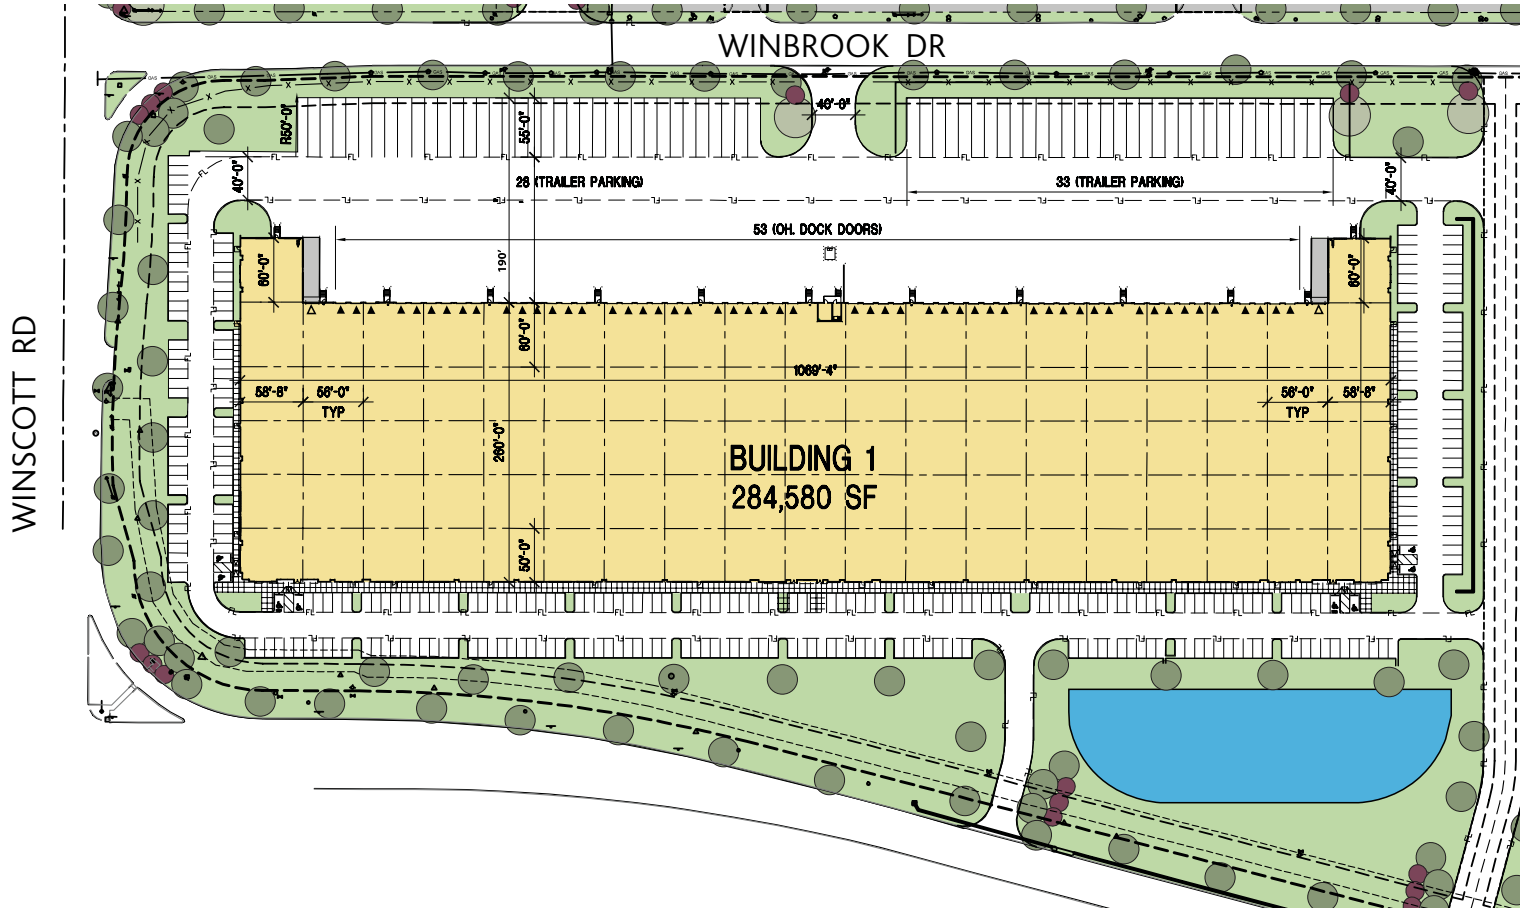 WINBROOK DR
R50'-0"
55'-0"
40'-0"
40'-0"
28 (TRAILER PARKING)
33 (TRAILER PARKING)
40'-0"
53 (OH. DOCK DOORS)
190'
60'-0"
60'-0"
60'-0"
WINSCOTT RD
1069'-4"
58'-8"
56'-0"
TYP
56'-0"
TYP
58'-8"
260'-0"
BUILDING 1
284,580 SF
50'-0"